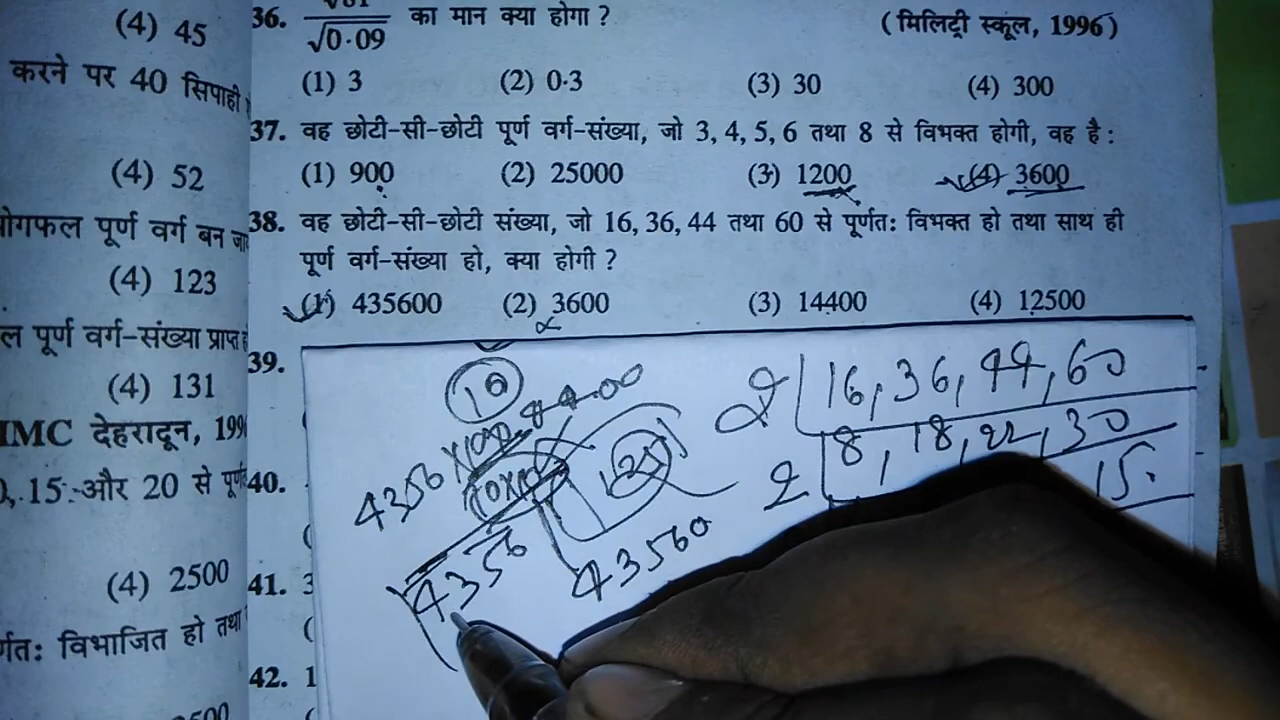 (4) 45
करने पर 40 सिपाही
(4) 52
योगफल पूर्ण वर्ग बन जा
(4) 123
ल पूर्ण वर्ग-संख्या प्राप्त
(4) 131
IMC देहरादून, 199
, 15 और 20 से पूर्ण
(4) 2500
र्णत: विभाजित हो तथा
36. √81 / √0·09 का मान क्या होगा ? (मिलिट्री स्कूल, 1996)
(1) 3 (2) 0·3 (3) 30 (4) 300
37. वह छोटी-सी-छोटी पूर्ण वर्ग-संख्या, जो 3, 4, 5, 6 तथा 8 से विभक्त होगी, वह है :
(1) 900 (2) 25000 (3) 1200 (4) 3600
38. वह छोटी-सी-छोटी संख्या, जो 16, 36, 44 तथा 60 से पूर्णत: विभक्त हो तथा साथ ही
पूर्ण वर्ग-संख्या हो, क्या होगी ?
(1) 435600 (2) 3600 (3) 14400 (4) 12500
39.
40.
41. 3
42. 1
10
4356×100
4356
43560
2 16, 36, 44, 60
2 8, 18, 22, 30
15